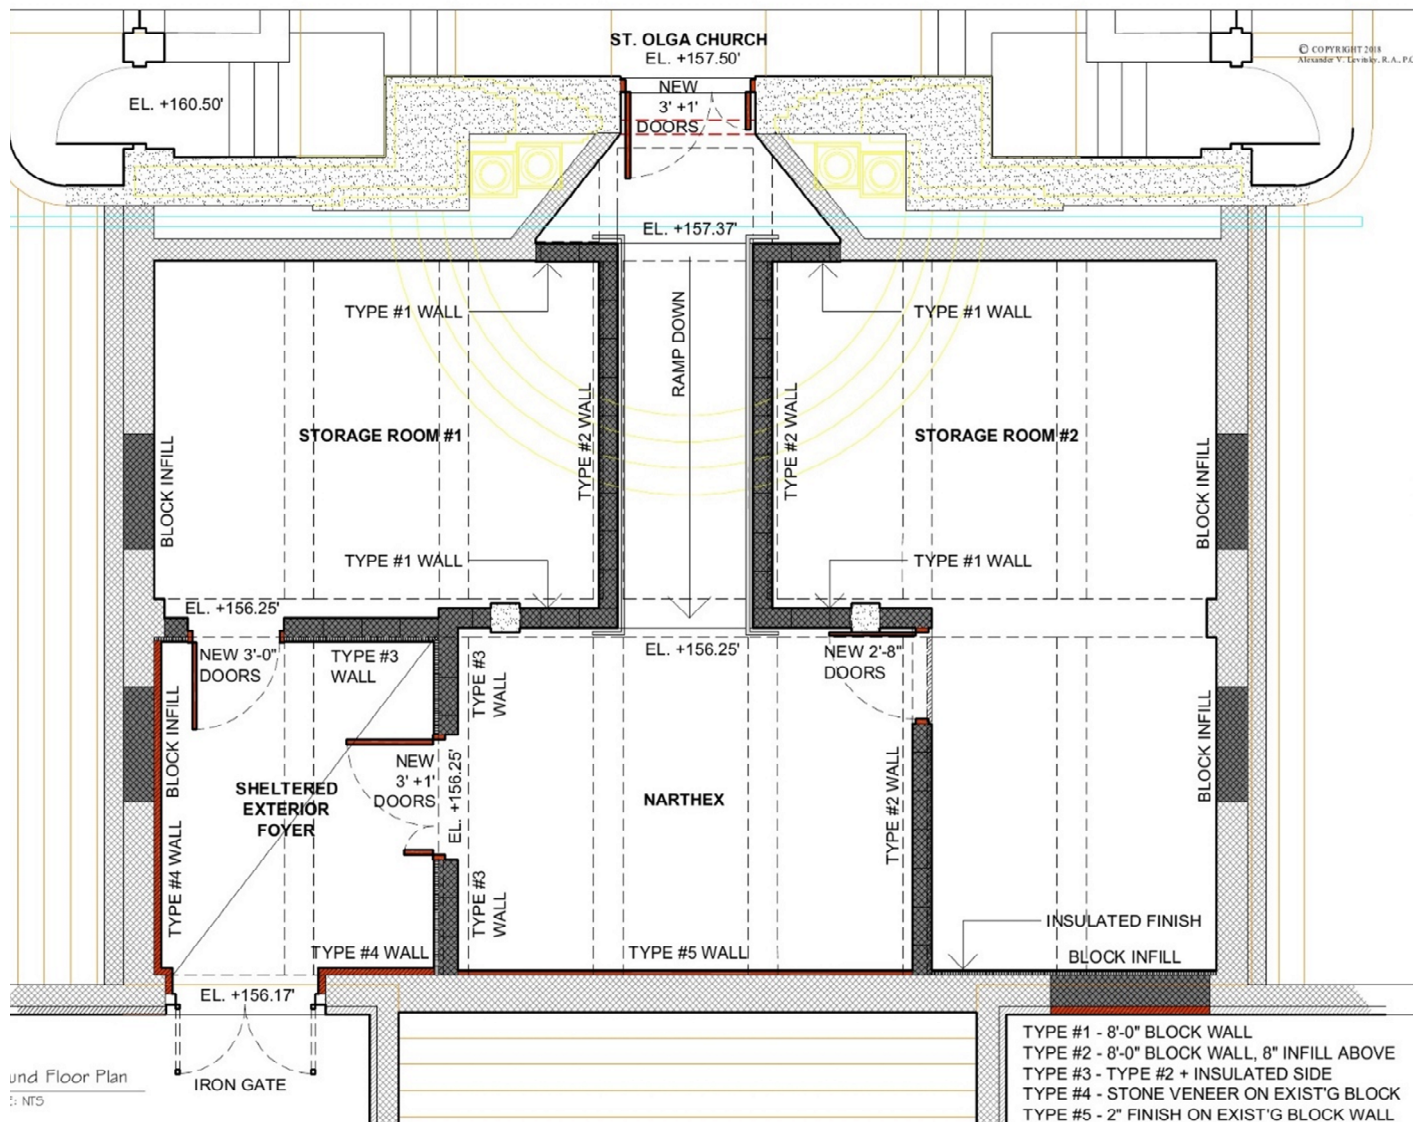 ST. OLGA CHURCH
EL. +157.50'
© COPYRIGHT 2018
Alexander V. Levitsky, R.A., P.C
EL. +160.50'
NEW
3' +1'
DOORS
EL. +157.37'
TYPE #1 WALL
TYPE #1 WALL
RAMP DOWN
STORAGE ROOM #1
TYPE #2 WALL
TYPE #2 WALL
STORAGE ROOM #2
BLOCK INFILL
BLOCK INFILL
TYPE #1 WALL
TYPE #1 WALL
EL. +156.25'
NEW 3'-0"
DOORS
TYPE #3
WALL
TYPE #3
WALL
EL. +156.25'
NEW 2'-8"
DOORS
BLOCK INFILL
BLOCK INFILL
NEW
3' +1'
DOORS
EL. +156.25'
SHELTERED
EXTERIOR
FOYER
NARTHEX
TYPE #2 WALL
TYPE #4 WALL
TYPE #3
WALL
INSULATED FINISH
TYPE #4 WALL
TYPE #5 WALL
BLOCK INFILL
EL. +156.17'
IRON GATE
und Floor Plan
E: NTS
TYPE #1 - 8'-0" BLOCK WALL
TYPE #2 - 8'-0" BLOCK WALL, 8" INFILL ABOVE
TYPE #3 - TYPE #2 + INSULATED SIDE
TYPE #4 - STONE VENEER ON EXIST'G BLOCK
TYPE #5 - 2" FINISH ON EXIST'G BLOCK WALL